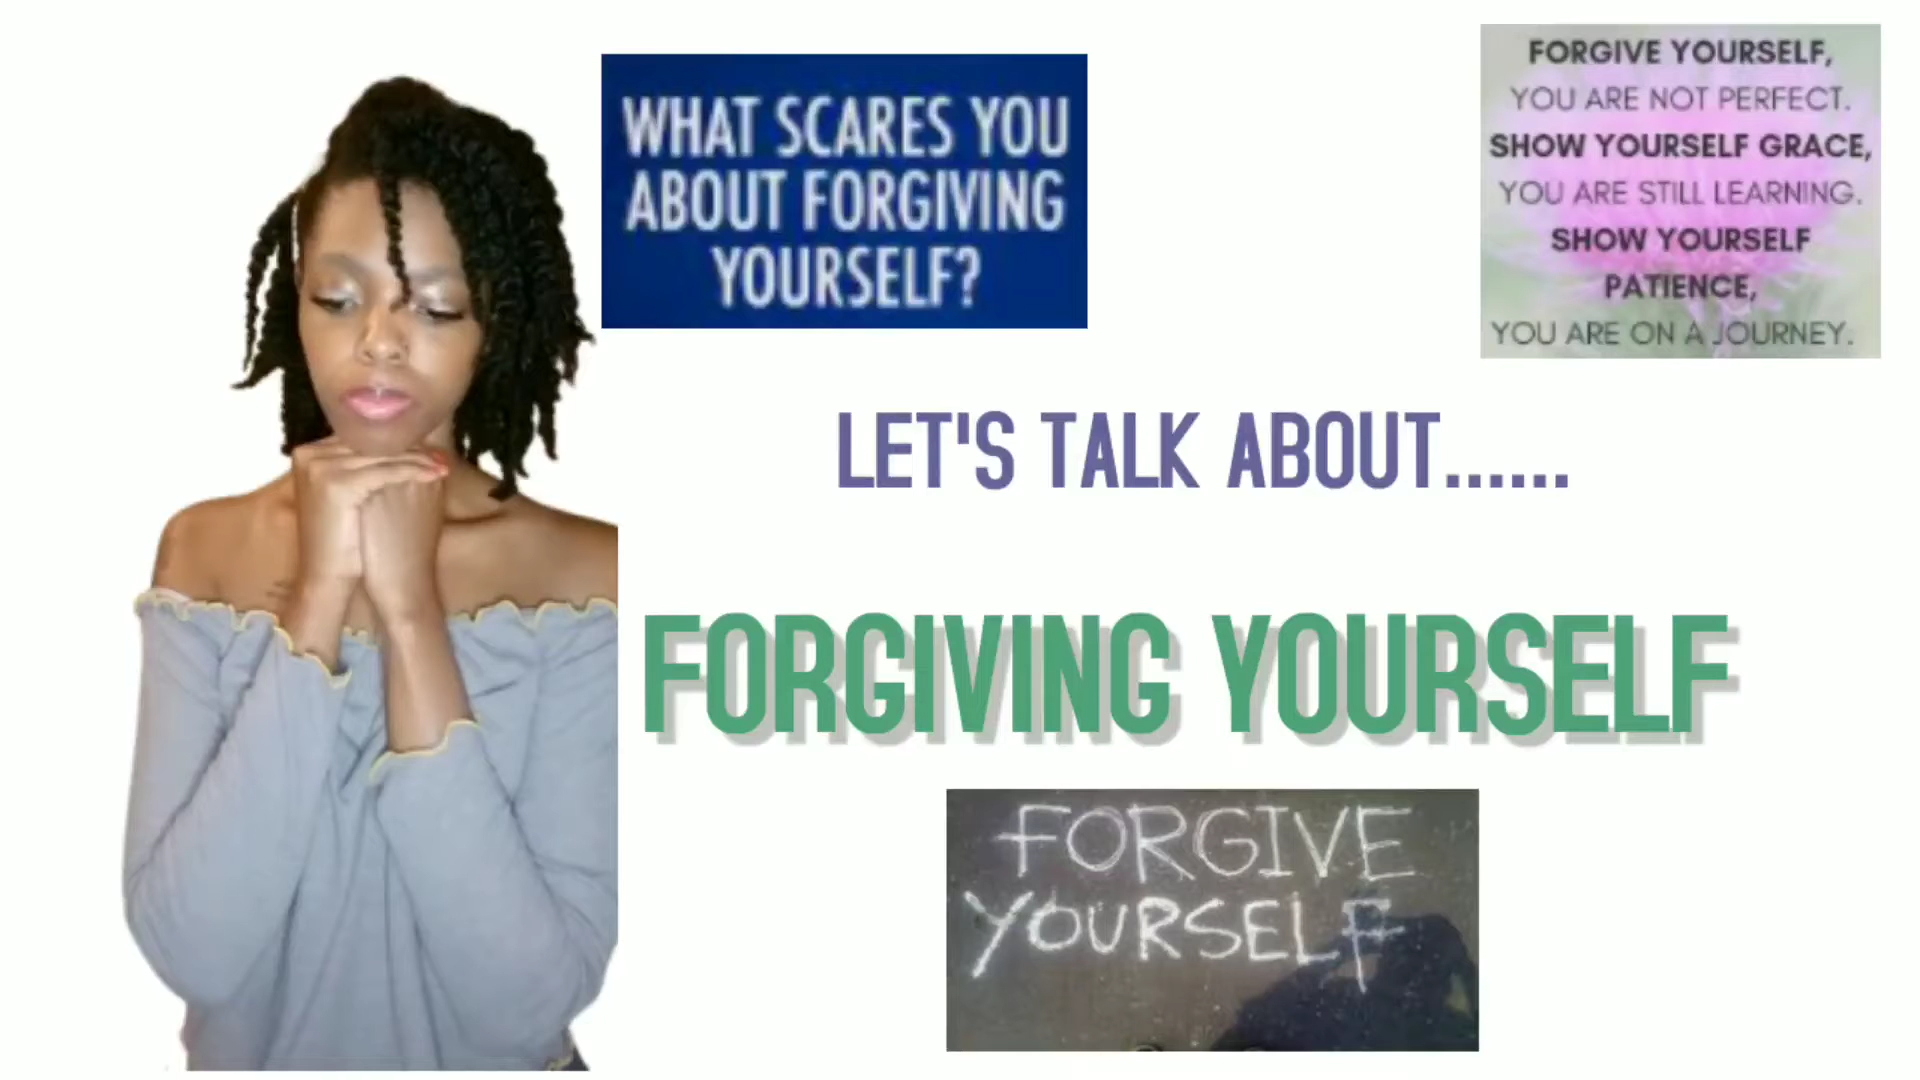 WHAT SCARES YOU
ABOUT FORGIVING
YOURSELF?
FORGIVE YOURSELF,
YOU ARE NOT PERFECT.
SHOW YOURSELF GRACE,
YOU ARE STILL LEARNING.
SHOW YOURSELF
PATIENCE,
YOU ARE ON A JOURNEY.
LET'S TALK ABOUT......
FORGIVING YOURSELF
FORGIVE
YOURSELF